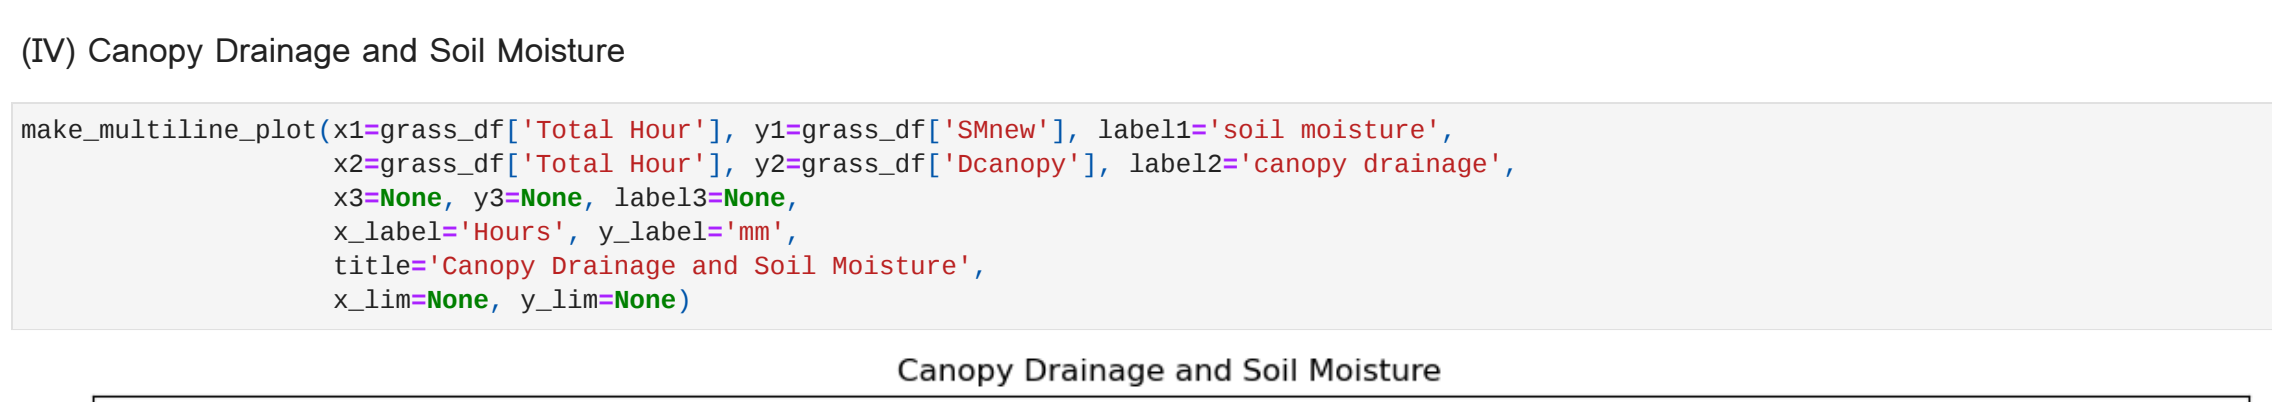 (IV) Canopy Drainage and Soil Moisture
make_multiline_plot(x1=grass_df['Total Hour'], y1=grass_df['SMnew'], label1='soil moisture',
x2=grass_df['Total Hour'], y2=grass_df['Dcanopy'], label2='canopy drainage',
x3=None, y3=None, label3=None,
x_label='Hours', y_label='mm',
title='Canopy Drainage and Soil Moisture',
x_lim=None, y_lim=None)
Canopy Drainage and Soil Moisture